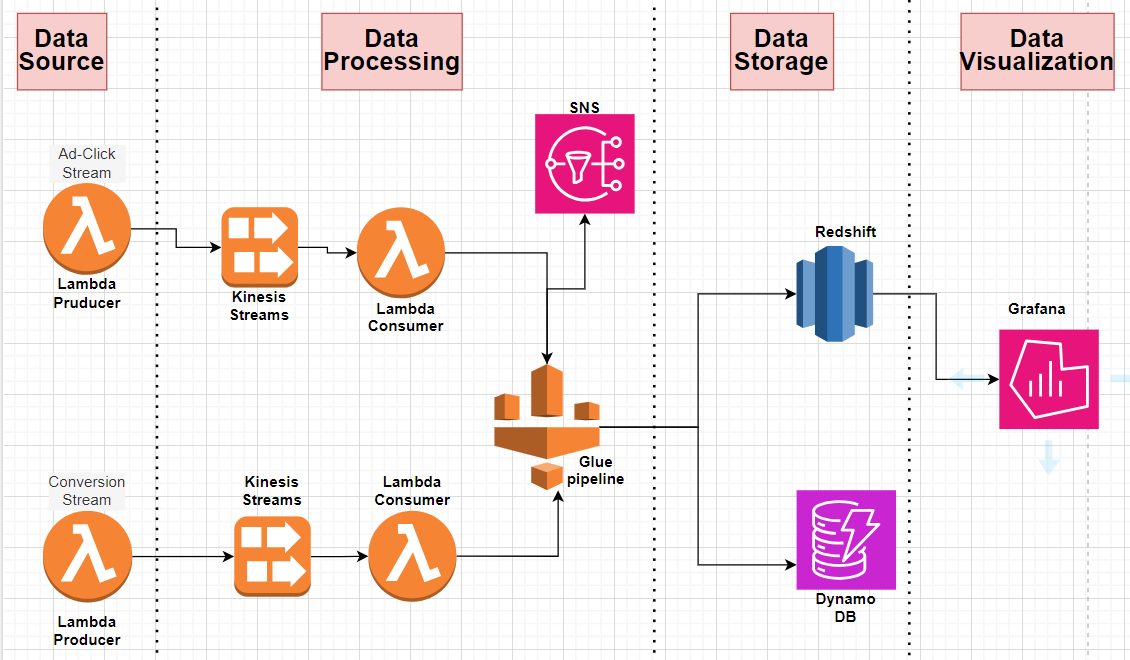 Data
Source
Data
Processing
Data
Storage
Data
Visualization
SNS
Ad-Click
Stream
Lambda
Pruducer
Kinesis
Streams
Lambda
Consumer
Redshift
Grafana
Glue
pipeline
Conversion
Stream
Lambda
Producer
Kinesis
Streams
Lambda
Consumer
Dynamo
DB